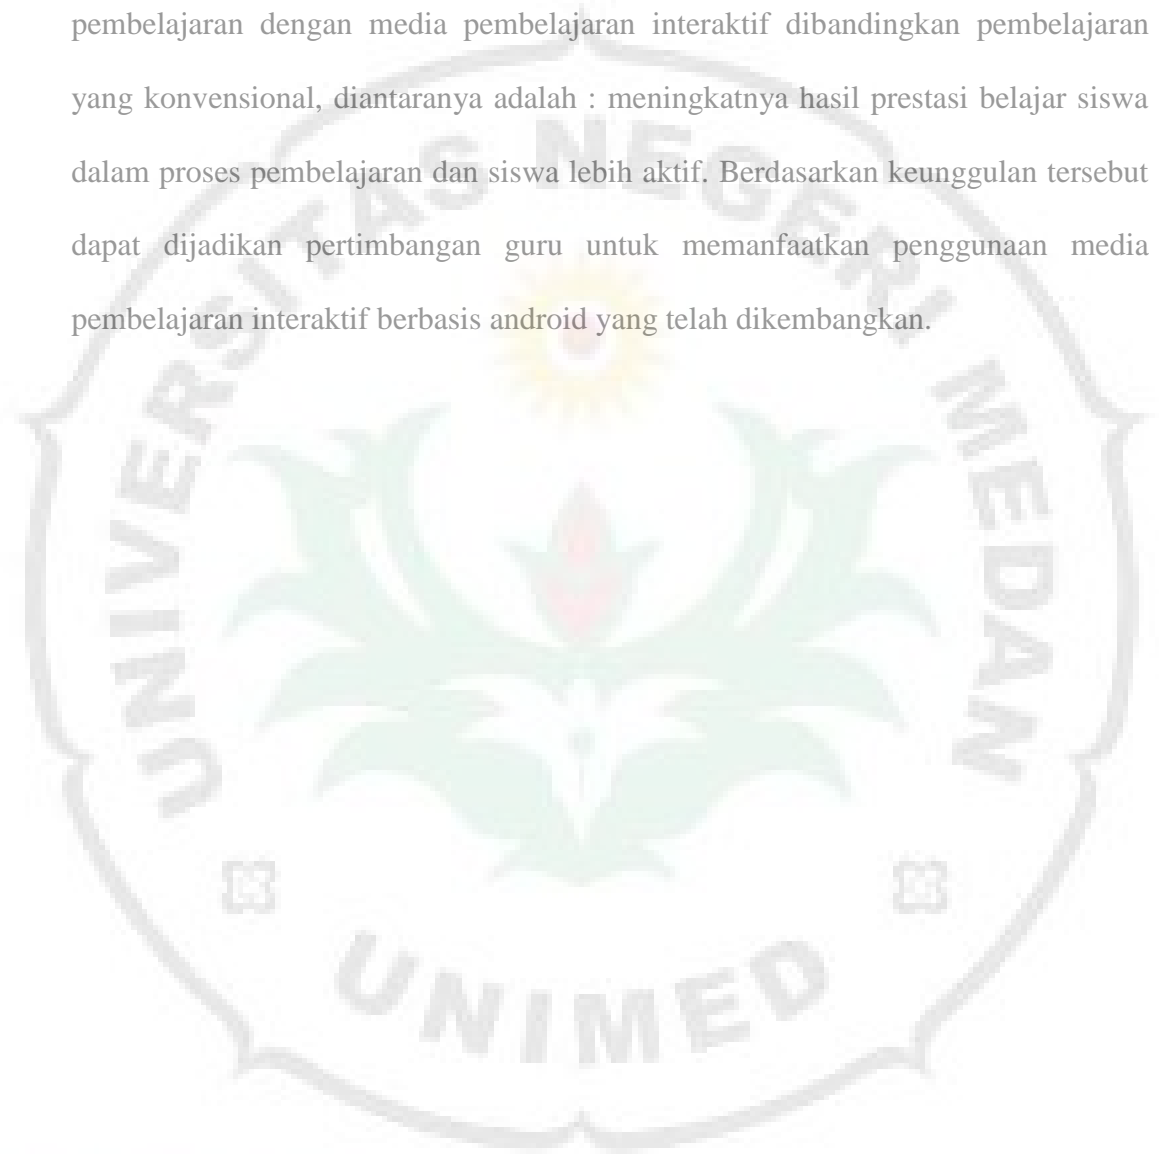 pembelajaran dengan media pembelajaran interaktif dibandingkan pembelajaran
yang konvensional, diantaranya adalah : meningkatnya hasil prestasi belajar siswa
dalam proses pembelajaran dan siswa lebih aktif. Berdasarkan keunggulan tersebut
dapat dijadikan pertimbangan guru untuk memanfaatkan penggunaan media
pembelajaran interaktif berbasis android yang telah dikembangkan.
UNIVERSITAS NEGERI MEDAN
UNIMED